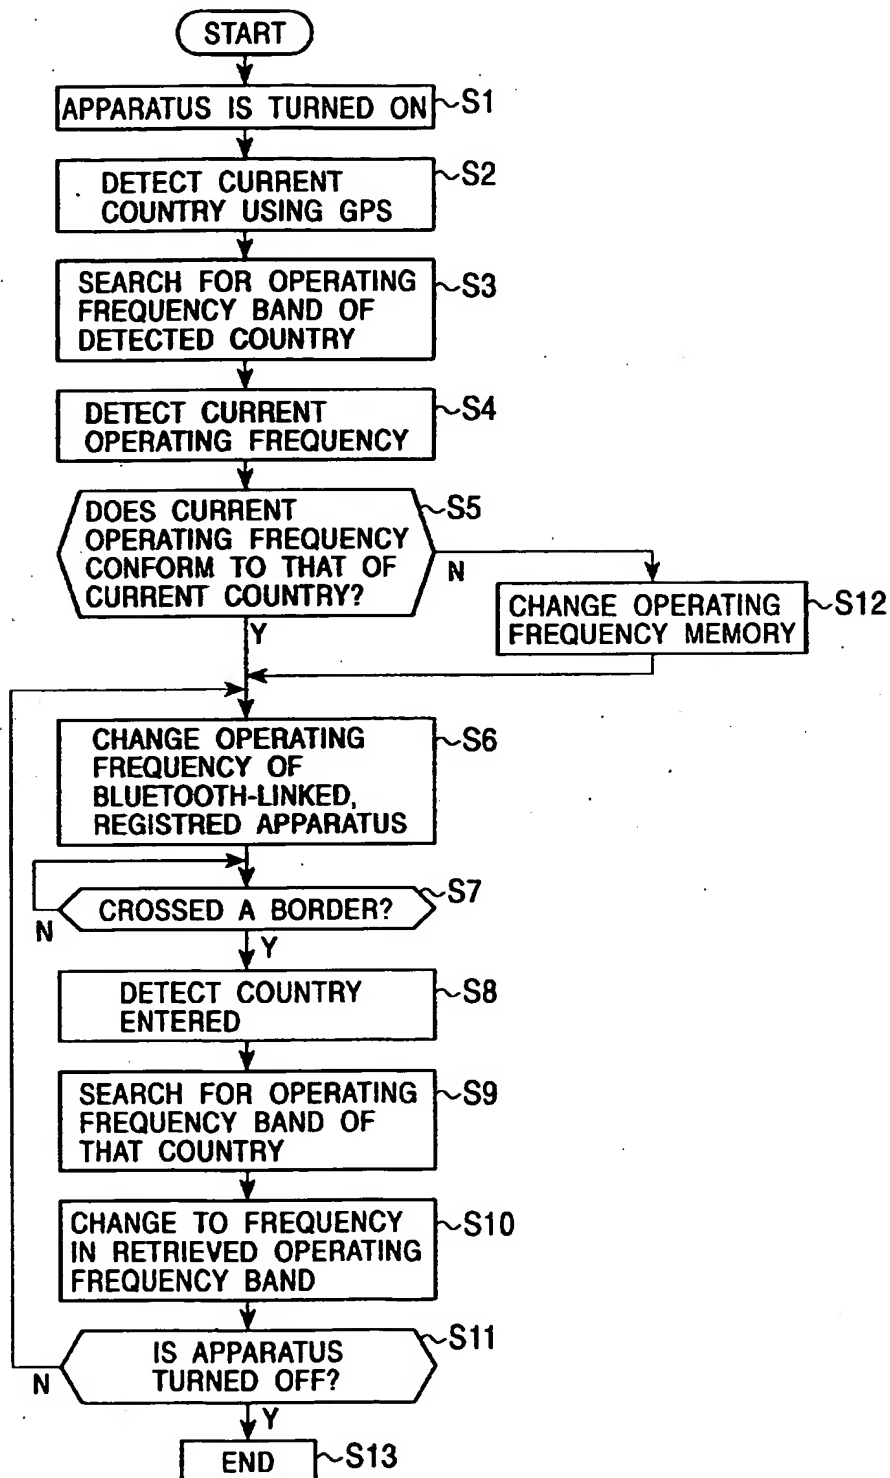 START
APPARATUS IS TURNED ON
S1
DETECT CURRENT
COUNTRY USING GPS
S2
SEARCH FOR OPERATING
FREQUENCY BAND OF
DETECTED COUNTRY
S3
DETECT CURRENT
OPERATING FREQUENCY
S4
DOES CURRENT
OPERATING FREQUENCY
CONFORM TO THAT OF
CURRENT COUNTRY?
S5
N
Y
CHANGE OPERATING
FREQUENCY MEMORY
S12
CHANGE OPERATING
FREQUENCY OF
BLUETOOTH-LINKED,
REGISTRED APPARATUS
S6
CROSSED A BORDER?
S7
N
Y
DETECT COUNTRY
ENTERED
S8
SEARCH FOR OPERATING
FREQUENCY BAND OF
THAT COUNTRY
S9
CHANGE TO FREQUENCY
IN RETRIEVED OPERATING
FREQUENCY BAND
S10
IS APPARATUS
TURNED OFF?
S11
N
Y
END
S13